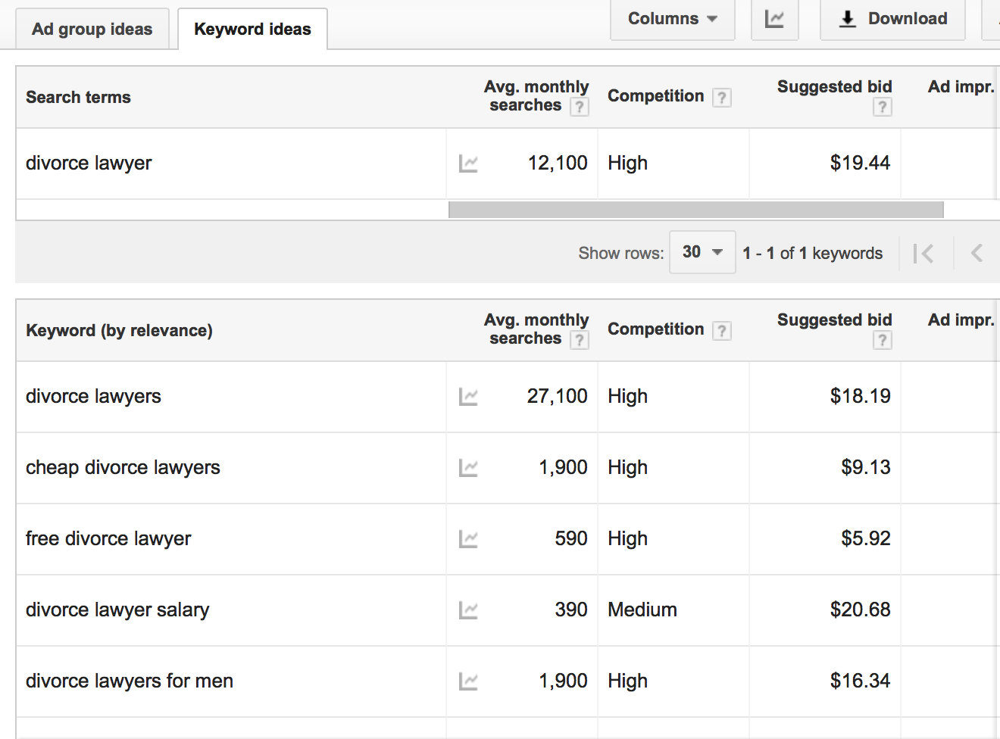 Ad group ideas
Keyword ideas
Columns
Download
Search terms
Avg. monthly
searches ?
Competition ?
Suggested bid
?
Ad impr.
divorce lawyer 12,100 High $19.44
Show rows: 30 1 - 1 of 1 keywords
Keyword (by relevance)
Avg. monthly
searches ?
Competition ?
Suggested bid
?
Ad impr.
divorce lawyers 27,100 High $18.19
cheap divorce lawyers 1,900 High $9.13
free divorce lawyer 590 High $5.92
divorce lawyer salary 390 Medium $20.68
divorce lawyers for men 1,900 High $16.34